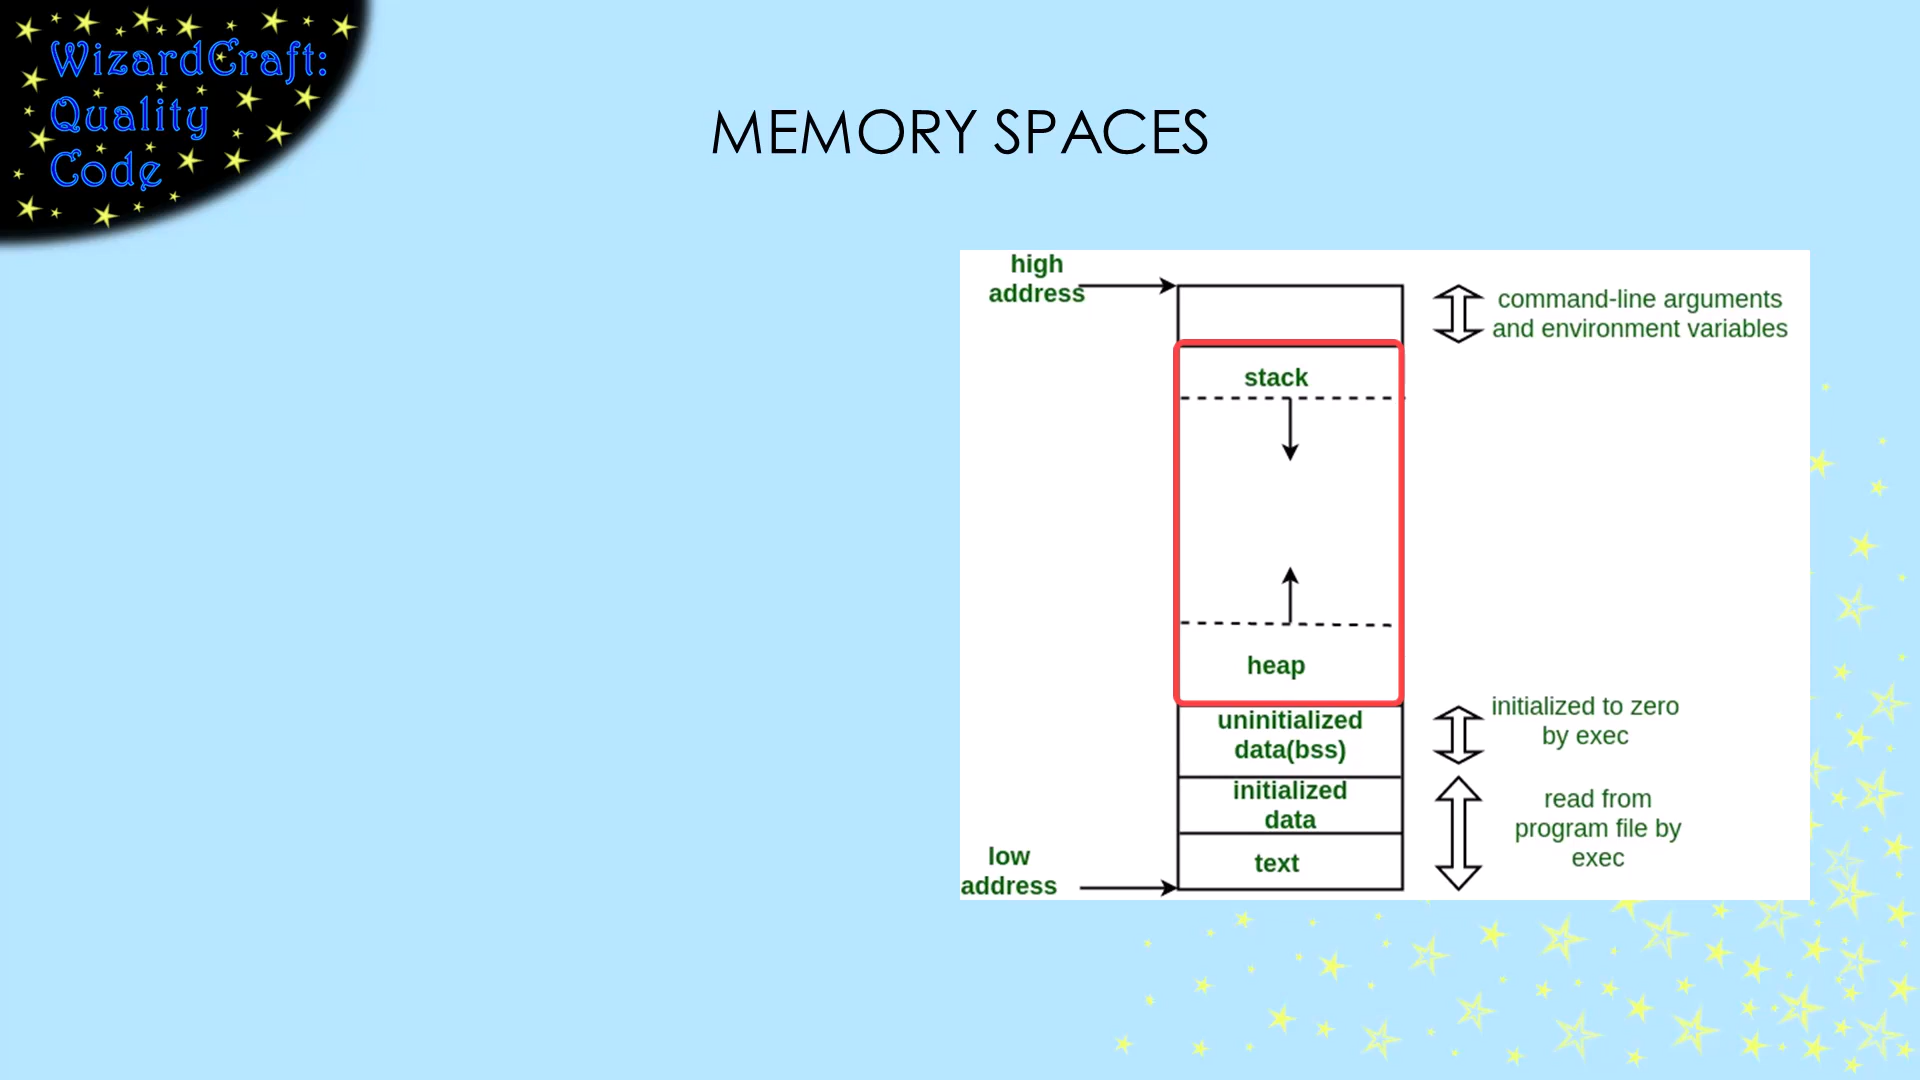 WizardCraft:
Quality
Code
MEMORY SPACES
high
address
command-line arguments
and environment variables
stack
heap
uninitialized
data(bss)
initialized to zero
by exec
initialized
data
read from
program file by
exec
text
low
address